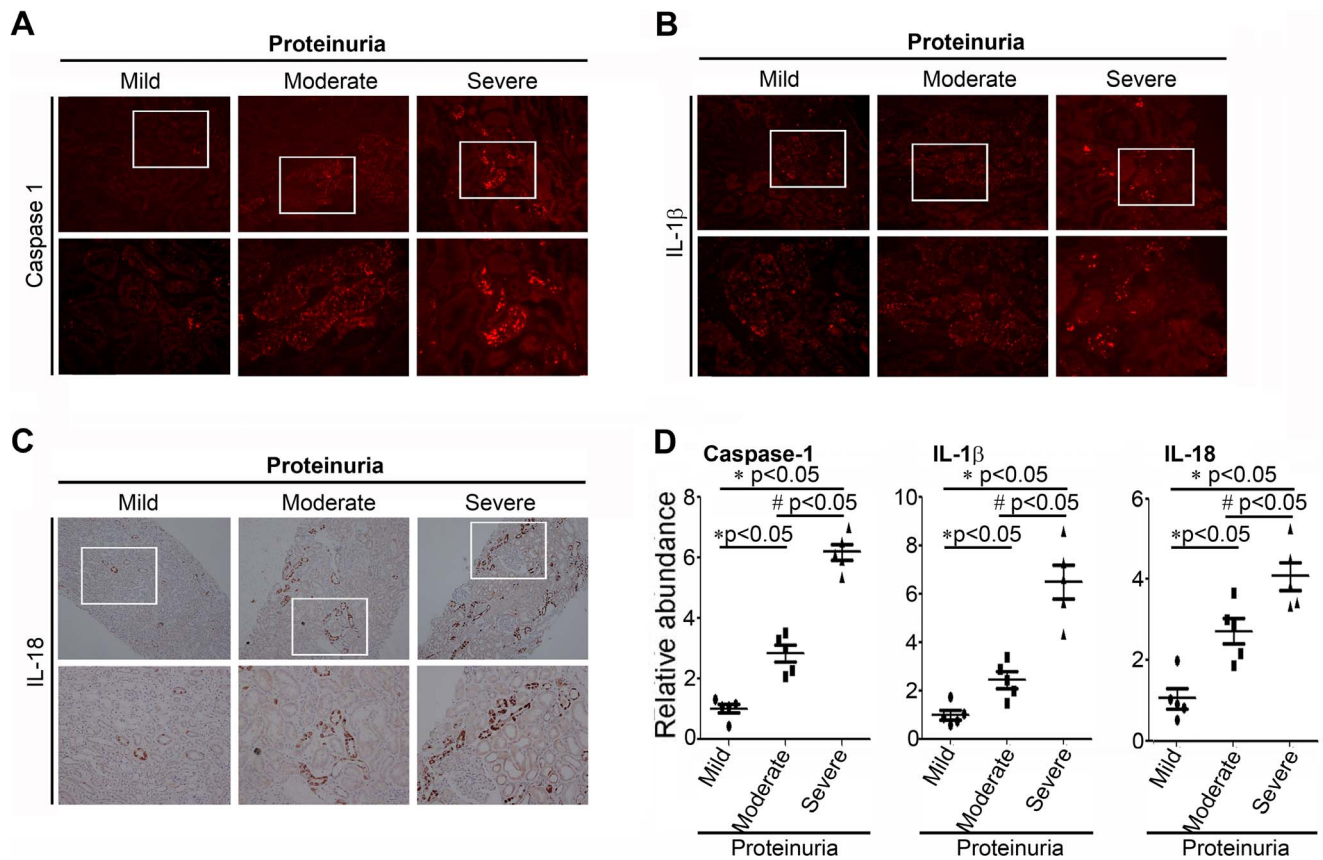 A
Proteinuria
Mild Moderate Severe
Caspase 1
B
Proteinuria
Mild Moderate Severe
IL-1β
C
Proteinuria
Mild Moderate Severe
IL-18
D
Relative abundance
Caspase-1
* p<0.05
# p<0.05
*p<0.05
8
6
4
2
0
Mild
Moderate
Severe
Proteinuria
IL-1β
* p<0.05
# p<0.05
*p<0.05
10
8
6
4
2
0
Mild
Moderate
Severe
Proteinuria
IL-18
* p<0.05
# p<0.05
*p<0.05
6
4
2
0
Mild
Moderate
Severe
Proteinuria